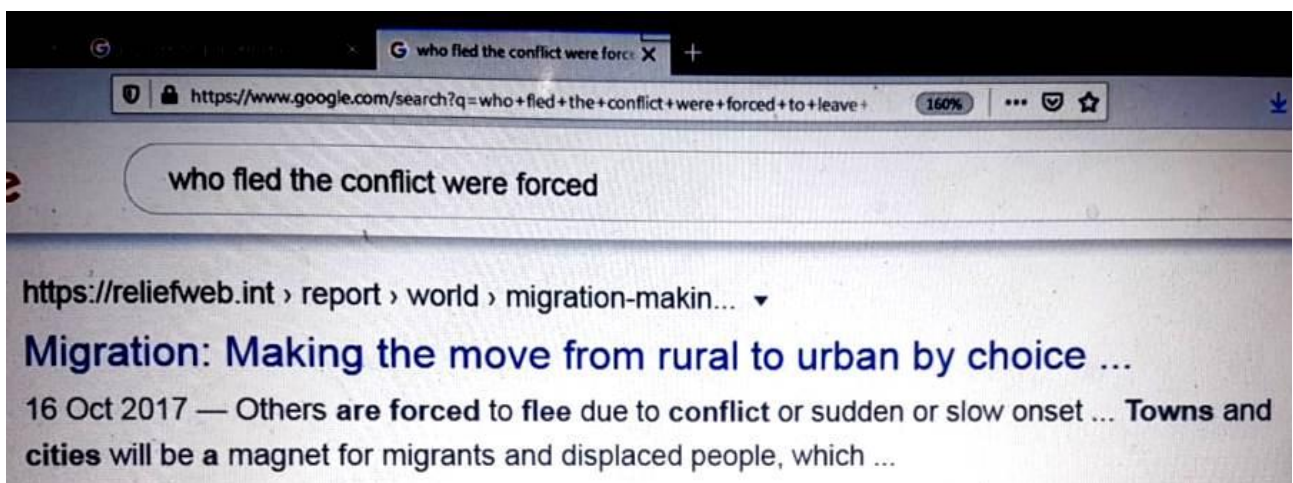 G who fled the conflict were forc X +
https://www.google.com/search?q=who+fled+the+conflict+were+forced+to+leave+ 160% ...
who fled the conflict were forced
https://reliefweb.int › report › world › migration-makin...
Migration: Making the move from rural to urban by choice ...
16 Oct 2017 — Others are forced to flee due to conflict or sudden or slow onset ... Towns and
cities will be a magnet for migrants and displaced people, which ...